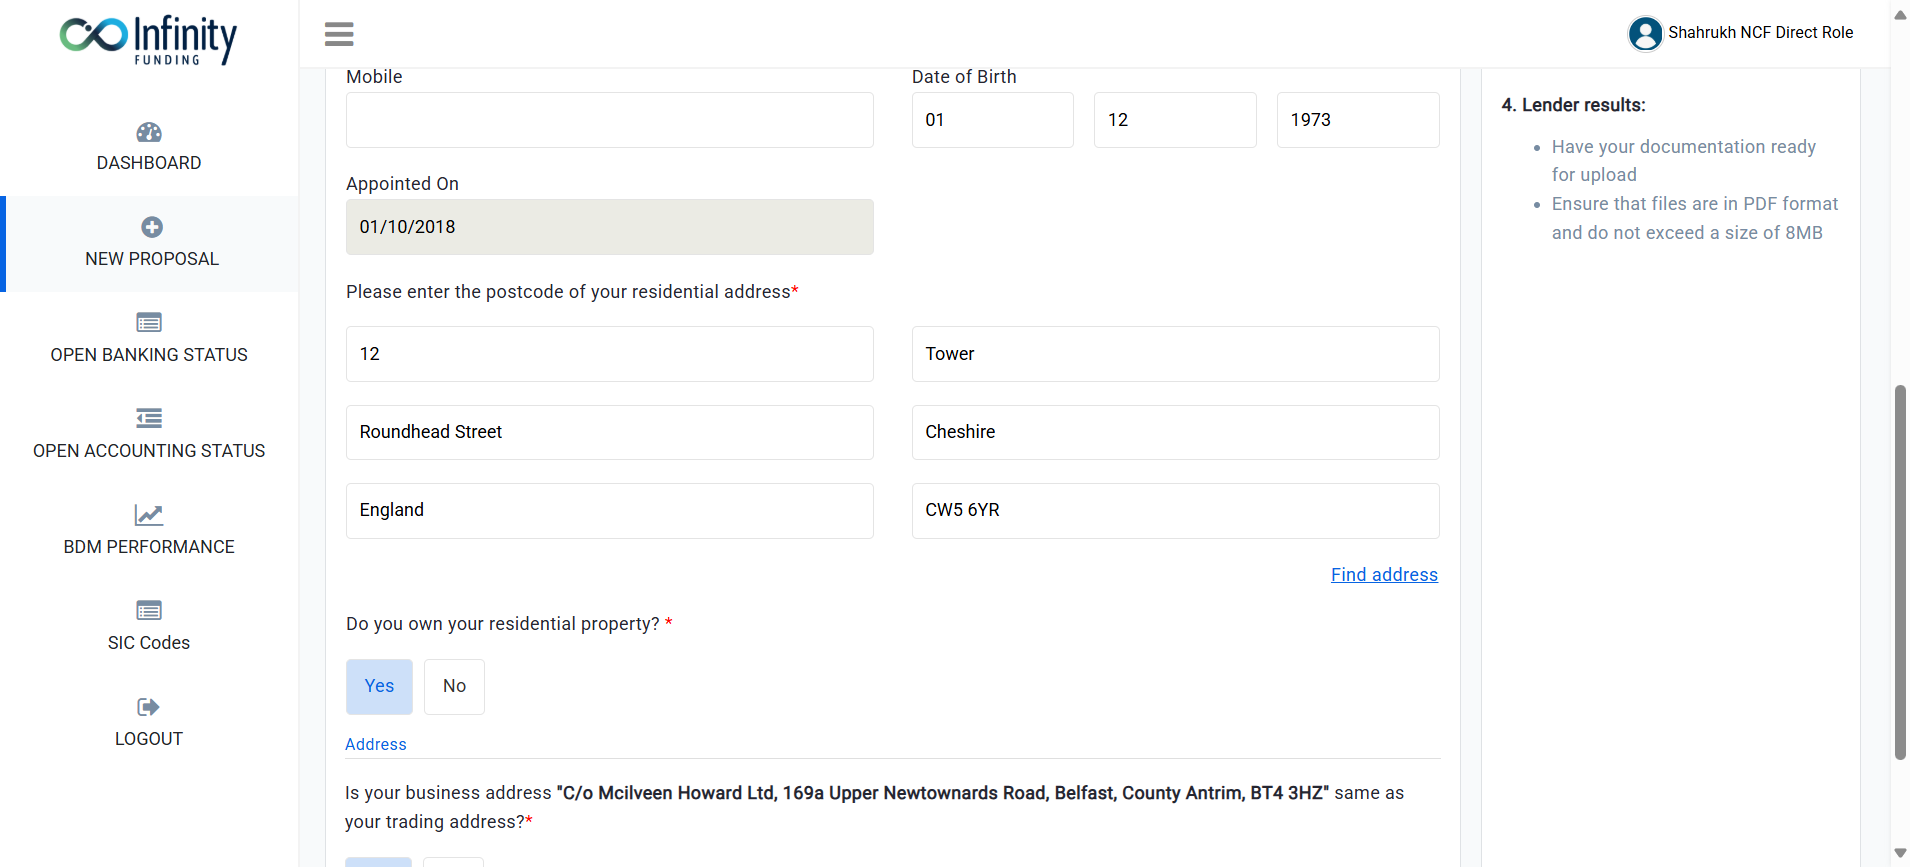 Infinity
FUNDING
DASHBOARD
NEW PROPOSAL
OPEN BANKING STATUS
OPEN ACCOUNTING STATUS
BDM PERFORMANCE
SIC Codes
LOGOUT
Shahrukh NCF Direct Role
Mobile
Date of Birth
01
12
1973
Appointed On
01/10/2018
Please enter the postcode of your residential address*
12
Tower
Roundhead Street
Cheshire
England
CW5 6YR
Find address
Do you own your residential property? *
Yes
No
Address
Is your business address "C/o Mcilveen Howard Ltd, 169a Upper Newtownards Road, Belfast, County Antrim, BT4 3HZ" same as
your trading address?*
4. Lender results:
Have your documentation ready
for upload
Ensure that files are in PDF format
and do not exceed a size of 8MB